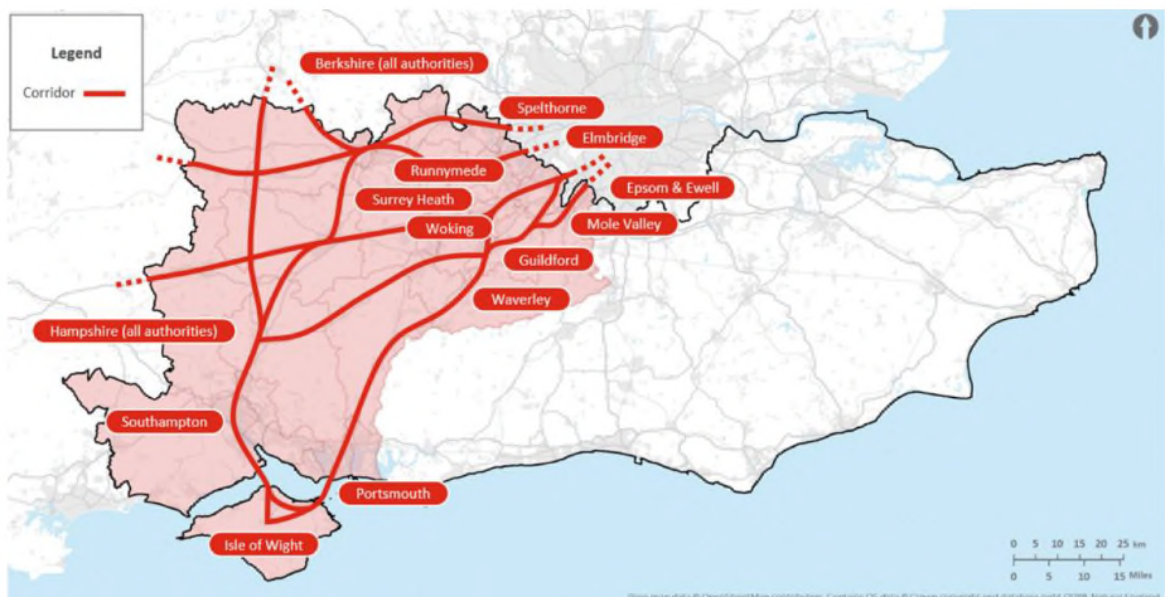 Legend
Corridor
Berkshire (all authorities)
Spelthorne
Elmbridge
Runnymede
Epsom & Ewell
Surrey Heath
Mole Valley
Woking
Guildford
Waverley
Hampshire (all authorities)
Southampton
Portsmouth
Isle of Wight
0 5 10 15 20 25 km
0 5 10 15 Miles